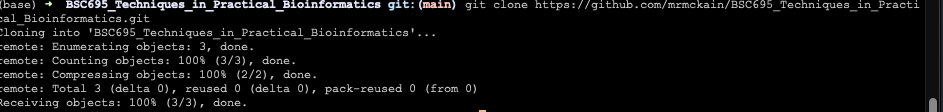 (base) ➜  BSC695_Techniques_in_Practical_Bioinformatics git:(main) git clone https://github.com/mrmckain/BSC695_Techniques_in_Practi
cal_Bioinformatics.git
Cloning into 'BSC695_Techniques_in_Practical_Bioinformatics'...
remote: Enumerating objects: 3, done.
remote: Counting objects: 100% (3/3), done.
remote: Compressing objects: 100% (2/2), done.
remote: Total 3 (delta 0), reused 0 (delta 0), pack-reused 0 (from 0)
Receiving objects: 100% (3/3), done.